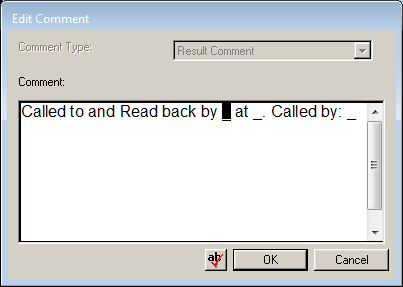 Edit Comment
Comment Type:
Result Comment
Comment:
Called to and Read back by _ at _. Called by: _
ab
OK
Cancel